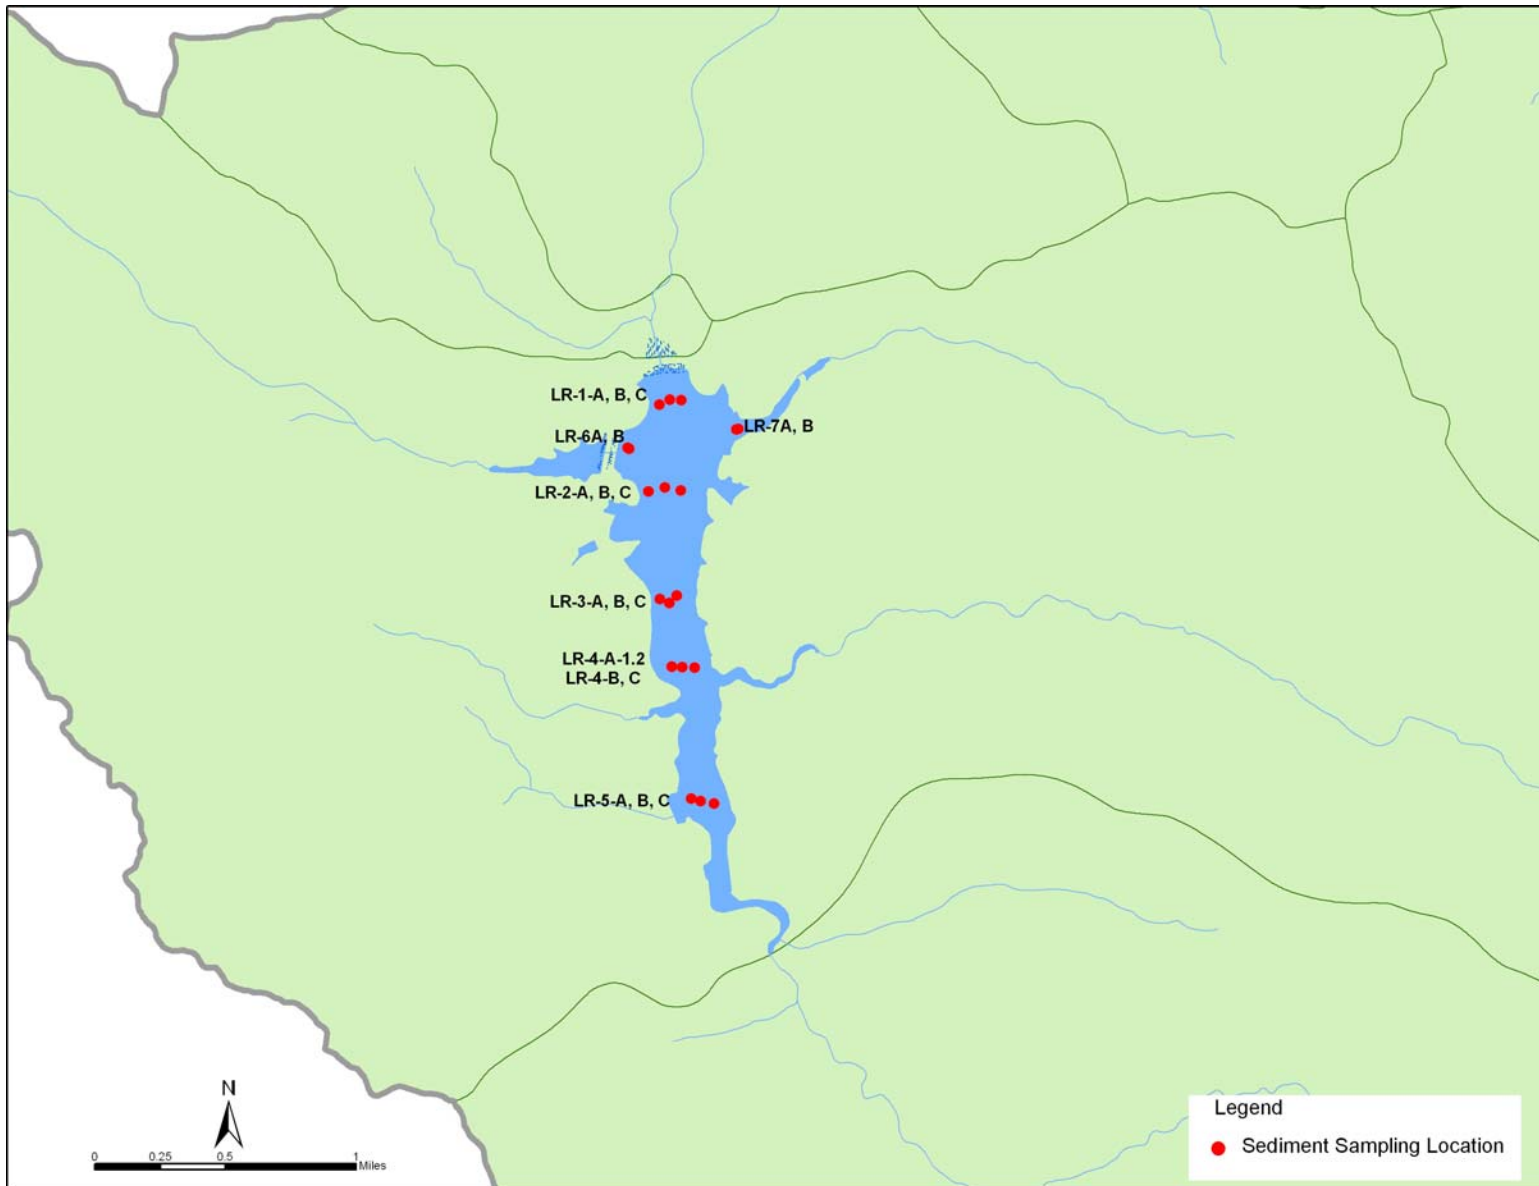 LR-1-A, B, C
LR-7A, B
LR-6A, B
LR-2-A, B, C
LR-3-A, B, C
LR-4-A-1.2
LR-4-B, C
LR-5-A, B, C
N
0 0.25 0.5 1
Miles
Legend
Sediment Sampling Location